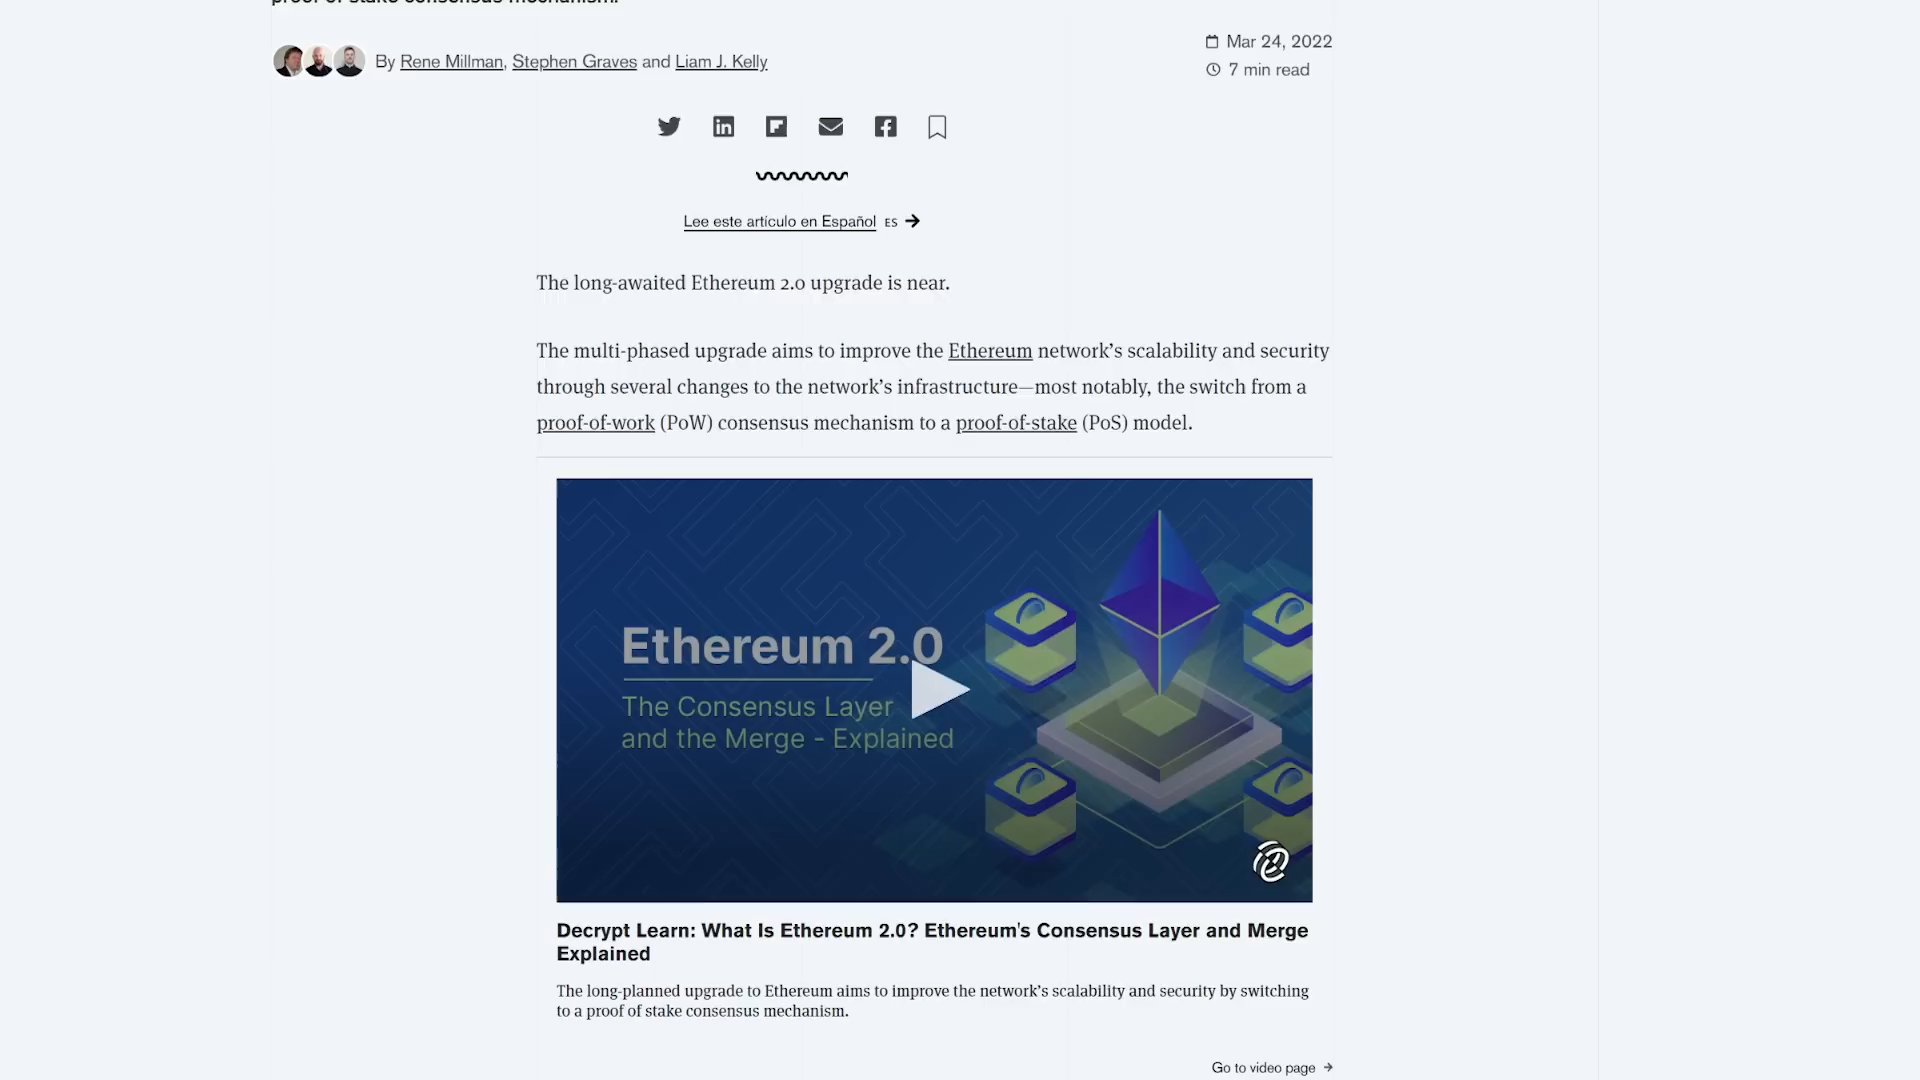 proof of stake consensus mechanism.
By Rene Millman, Stephen Graves and Liam J. Kelly
Mar 24, 2022
7 min read
Lee este artículo en Español ES
The long-awaited Ethereum 2.0 upgrade is near.
The multi-phased upgrade aims to improve the Ethereum network’s scalability and security
through several changes to the network’s infrastructure—most notably, the switch from a
proof-of-work (PoW) consensus mechanism to a proof-of-stake (PoS) model.
Ethereum 2.0
The Consensus Layer
and the Merge - Explained
Decrypt Learn: What Is Ethereum 2.0? Ethereum's Consensus Layer and Merge
Explained
The long-planned upgrade to Ethereum aims to improve the network’s scalability and security by switching
to a proof of stake consensus mechanism.
Go to video page